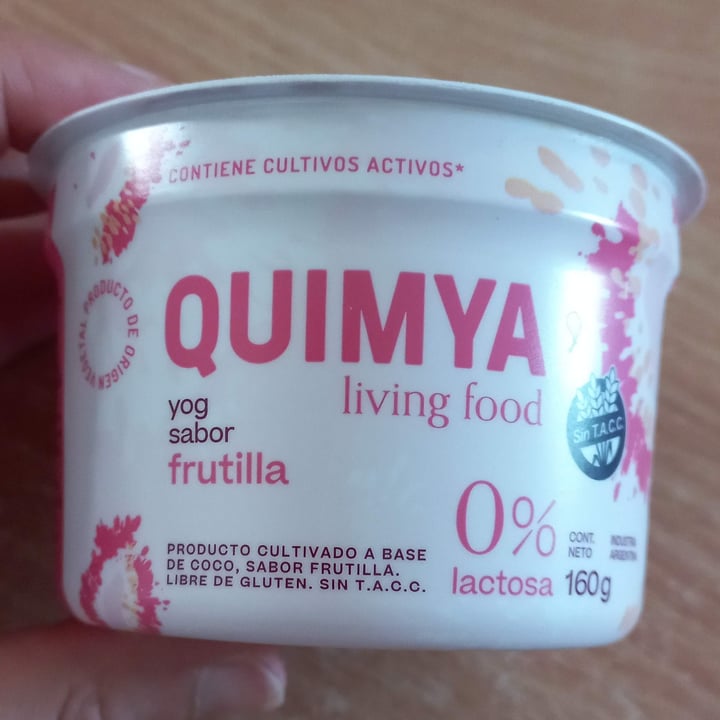 CONTIENE CULTIVOS ACTIVOS*
PRODUCTO DE ORIGEN VEGETAL
QUIMYA
living food
yog
sabor
frutilla
Sin T.A.C.C.
0%
lactosa
CONT.
NETO
160g
INDUSTRIA
ARGENTINA
PRODUCTO CULTIVADO A BASE
DE COCO, SABOR FRUTILLA.
LIBRE DE GLUTEN. SIN T.A.C.C.